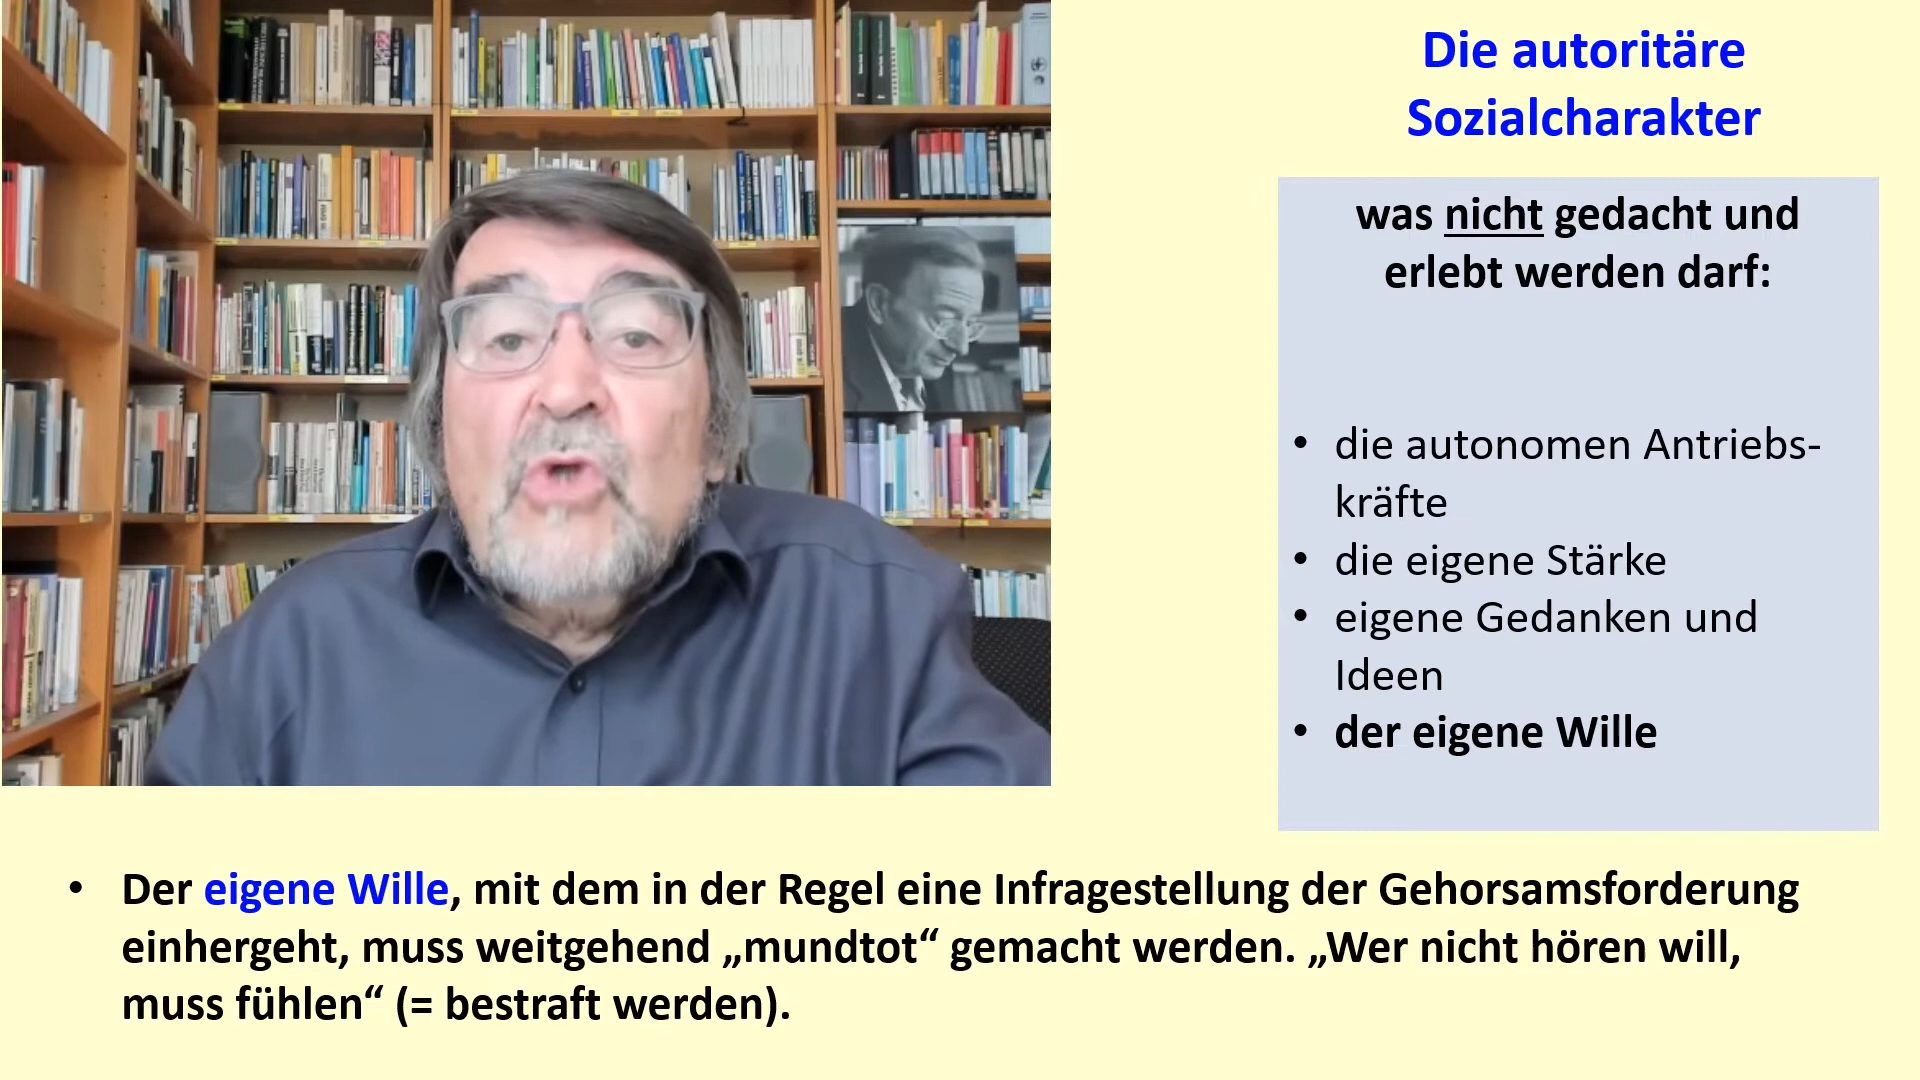 Die autoritäre
Sozialcharakter
was nicht gedacht und
erlebt werden darf:
• die autonomen Antriebs-
kräfte
• die eigene Stärke
• eigene Gedanken und
Ideen
• der eigene Wille
• Der eigene Wille, mit dem in der Regel eine Infragestellung der Gehorsamsforderung
einhergeht, muss weitgehend „mundtot“ gemacht werden. „Wer nicht hören will,
muss fühlen“ (= bestraft werden).